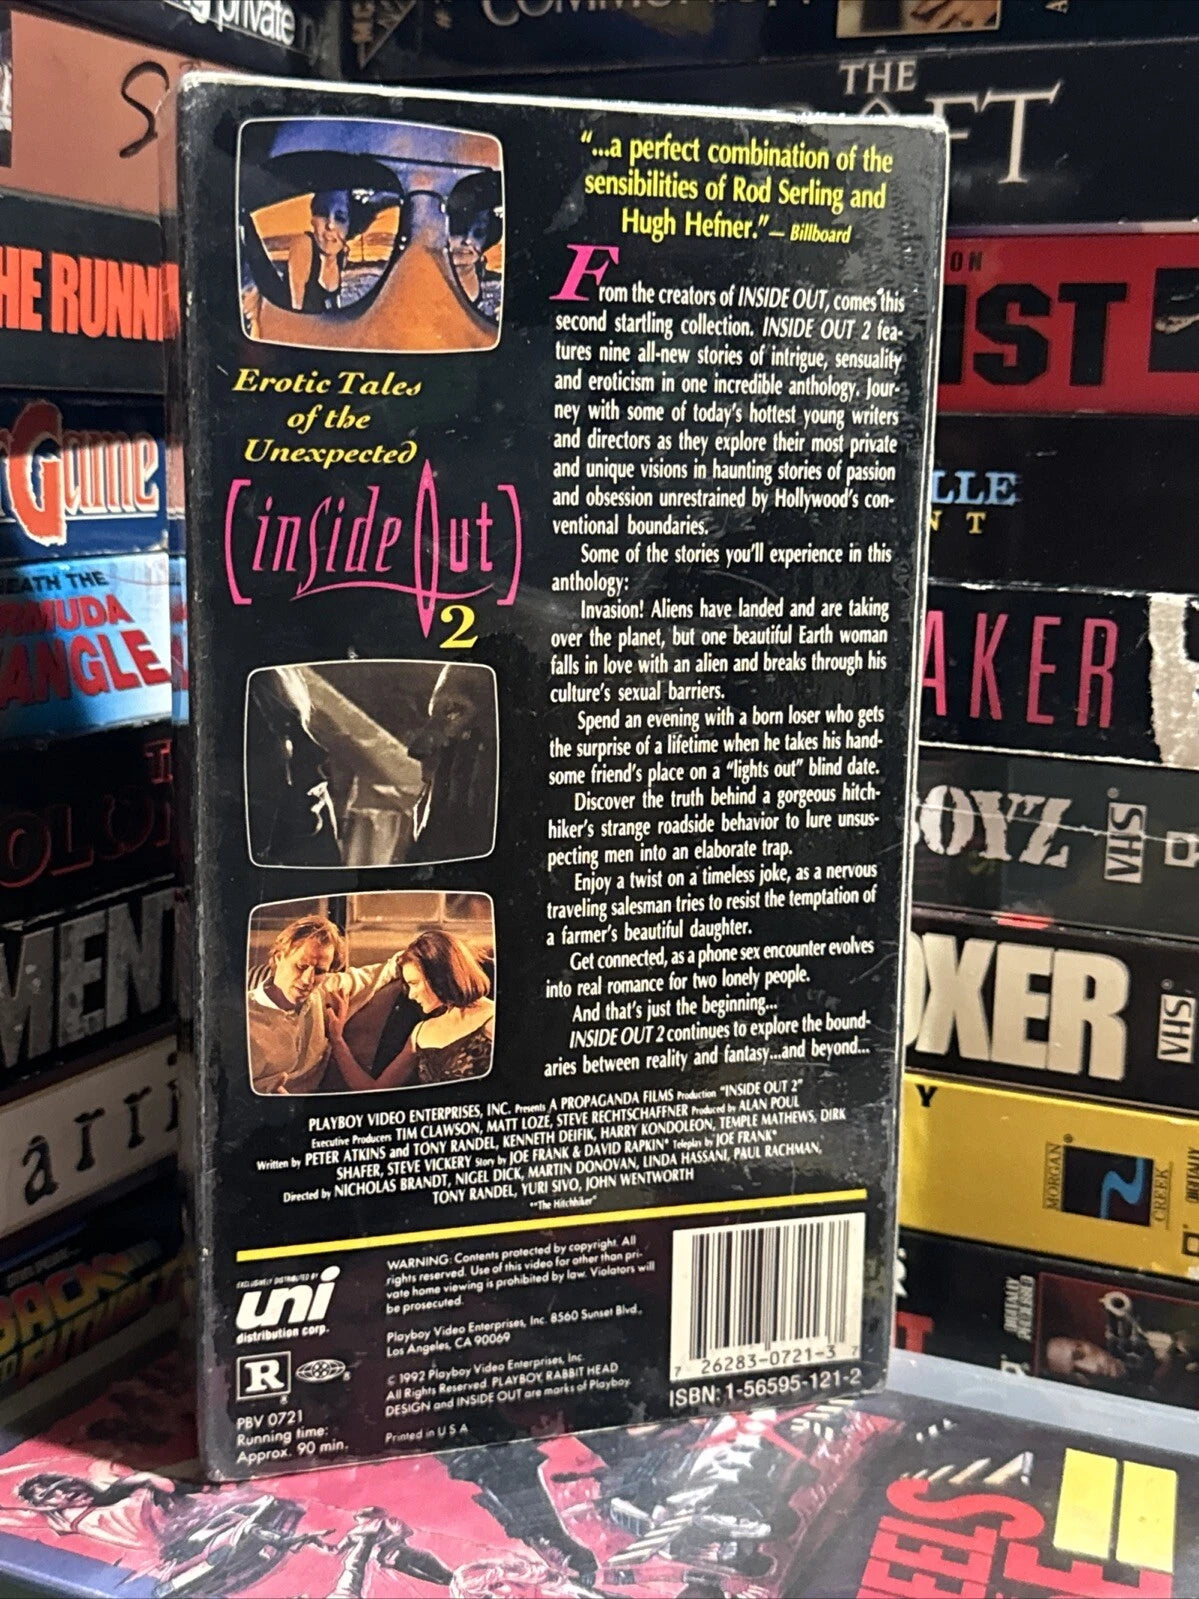 g private
COMMUNION
THE
HE RUNN
Game
EATH THE
RMUDA
ANGLE
MEN
arri
IST
ON
LLE
NT
AKER
OYZ
VHS
OXER
VHS
Y
MORGAN
CREEK
DIGITALLY
"...a perfect combination of the
sensibilities of Rod Serling and
Hugh Hefner." — Billboard
Erotic Tales
of the
Unexpected
(inside Out)
2
From the creators of INSIDE OUT, comes this
second startling collection. INSIDE OUT 2 fea-
tures nine all-new stories of intrigue, sensuality
and eroticism in one incredible anthology. Jour-
ney with some of today's hottest young writers
and directors as they explore their most private
and unique visions in haunting stories of passion
and obsession unrestrained by Hollywood's con-
ventional boundaries.
Some of the stories you'll experience in this
anthology:
Invasion! Aliens have landed and are taking
over the planet, but one beautiful Earth woman
falls in love with an alien and breaks through his
culture's sexual barriers.
Spend an evening with a born loser who gets
the surprise of a lifetime when he takes his hand-
some friend's place on a "lights out" blind date.
Discover the truth behind a gorgeous hitch-
hiker's strange roadside behavior to lure unsus-
pecting men into an elaborate trap.
Enjoy a twist on a timeless joke, as a nervous
traveling salesman tries to resist the temptation of
a farmer's beautiful daughter.
Get connected, as a phone sex encounter evolves
into real romance for two lonely people.
And that's just the beginning...
INSIDE OUT 2 continues to explore the bound-
aries between reality and fantasy...and beyond...
PLAYBOY VIDEO ENTERPRISES, INC. Presents A PROPAGANDA FILMS Production "INSIDE OUT 2"
Executive Producers TIM CLAWSON, MATT LOZE, STEVE RECHTSCHAFFNER Produced by ALAN POUL
Written by PETER ATKINS and TONY RANDEL, KENNETH DEIFIK, HARRY KONDOLEON, TEMPLE MATHEWS, DIRK
SHAFER, STEVE VICKERY Story by JOE FRANK & DAVID RAPKIN* Teleplay by JOE FRANK*
Directed by NICHOLAS BRANDT, NIGEL DICK, MARTIN DONOVAN, LINDA HASSANI, PAUL RACHMAN,
TONY RANDEL, YURI SIVO, JOHN WENTWORTH
*"The Hitchhiker"
EXCLUSIVELY DISTRIBUTED BY
uni
distribution corp.
R
PBV 0721
Running time:
Approx. 90 min.
WARNING: Contents protected by copyright. All
rights reserved. Use of this video for other than pri-
vate home viewing is prohibited by law. Violators will
be prosecuted.
Playboy Video Enterprises, Inc. 8560 Sunset Blvd.,
Los Angeles, CA 90069
© 1992 Playboy Video Enterprises, Inc.
All Rights Reserved. PLAYBOY, RABBIT HEAD
DESIGN and INSIDE OUT are marks of Playboy.
Printed in U S A
7 26283-0721-3 7
ISBN: 1-56595-121-2